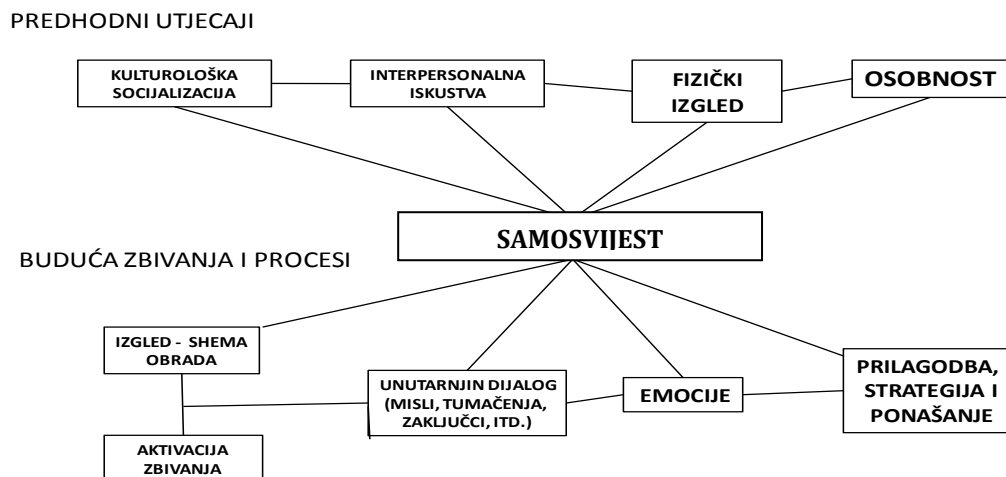 PREDHODNI UTJECAJI
KULTUROLOŠKA
SOCIJALIZACIJA
INTERPERSONALNA
ISKUSTVA
FIZIČKI
IZGLED
OSOBNOST
SAMOSVIJEST
BUDUĆA ZBIVANJA I PROCESI
IZGLED - SHEMA
OBRADA
UNUTARNJIN DIJALOG
(MISLI, TUMAČENJA,
ZAKLJUČCI, ITD.)
EMOCIJE
PRILAGODBA,
STRATEGIJA I
PONAŠANJE
AKTIVACIJA
ZBIVANJA